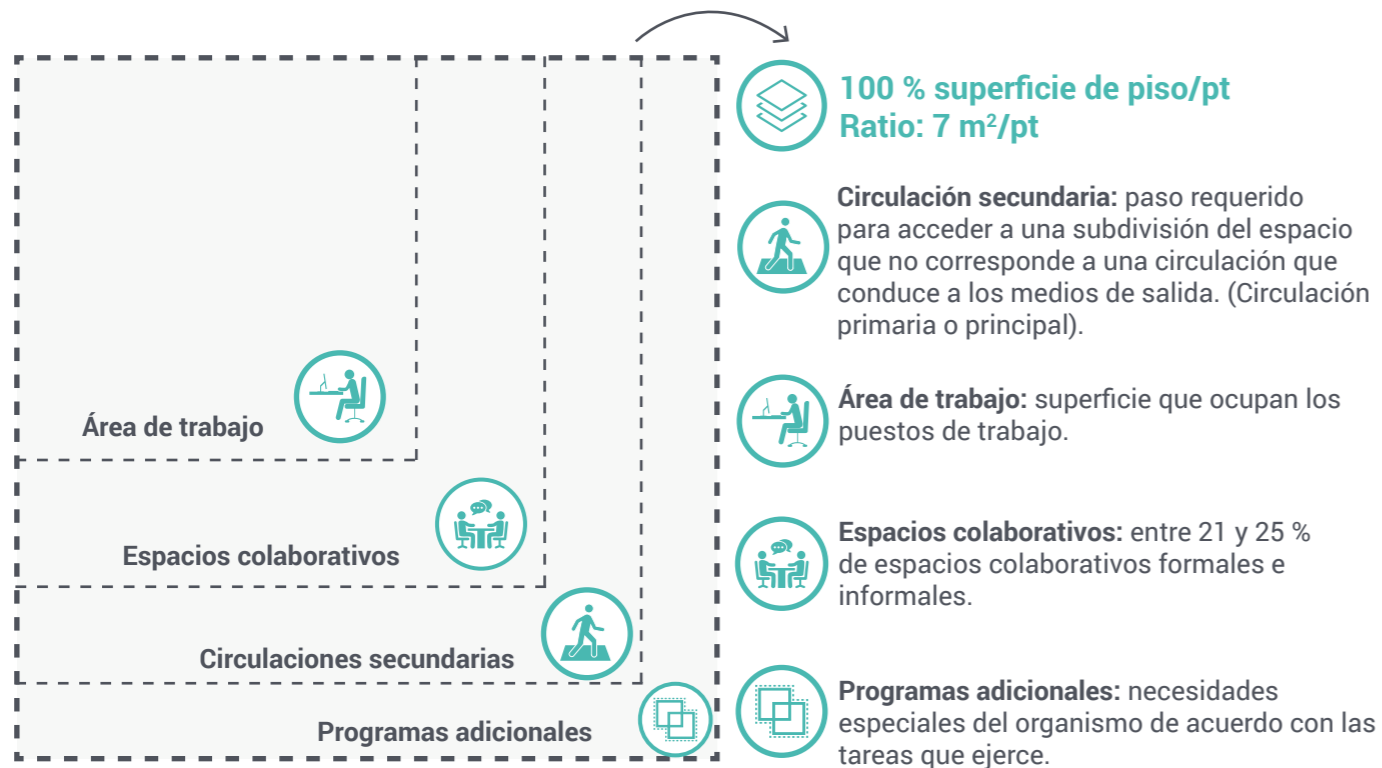 Área de trabajo
Espacios colaborativos
Circulaciones secundarias
Programas adicionales
100 % superficie de piso/pt
Ratio: 7 m²/pt
Circulación secundaria: paso requerido
para acceder a una subdivisión del espacio
que no corresponde a una circulación que
conduce a los medios de salida. (Circulación
primaria o principal).
Área de trabajo: superficie que ocupan los
puestos de trabajo.
Espacios colaborativos: entre 21 y 25 %
de espacios colaborativos formales e
informales.
Programas adicionales: necesidades
especiales del organismo de acuerdo con las
tareas que ejerce.